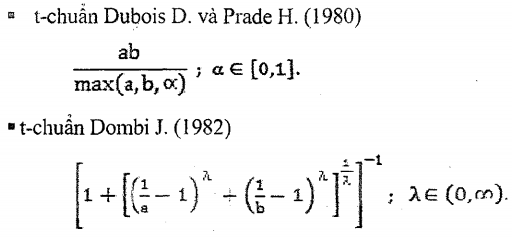 ▪ t-chuẩn Dubois D. và Prade H. (1980)
ab / max(a,b,∝) ; α ∈ [0,1].
▪ t-chuẩn Dombi J. (1982)
[1 + [(1/a − 1)^λ + (1/b − 1)^λ]^(1/λ)]^−1 ; λ ∈ (0,∞).